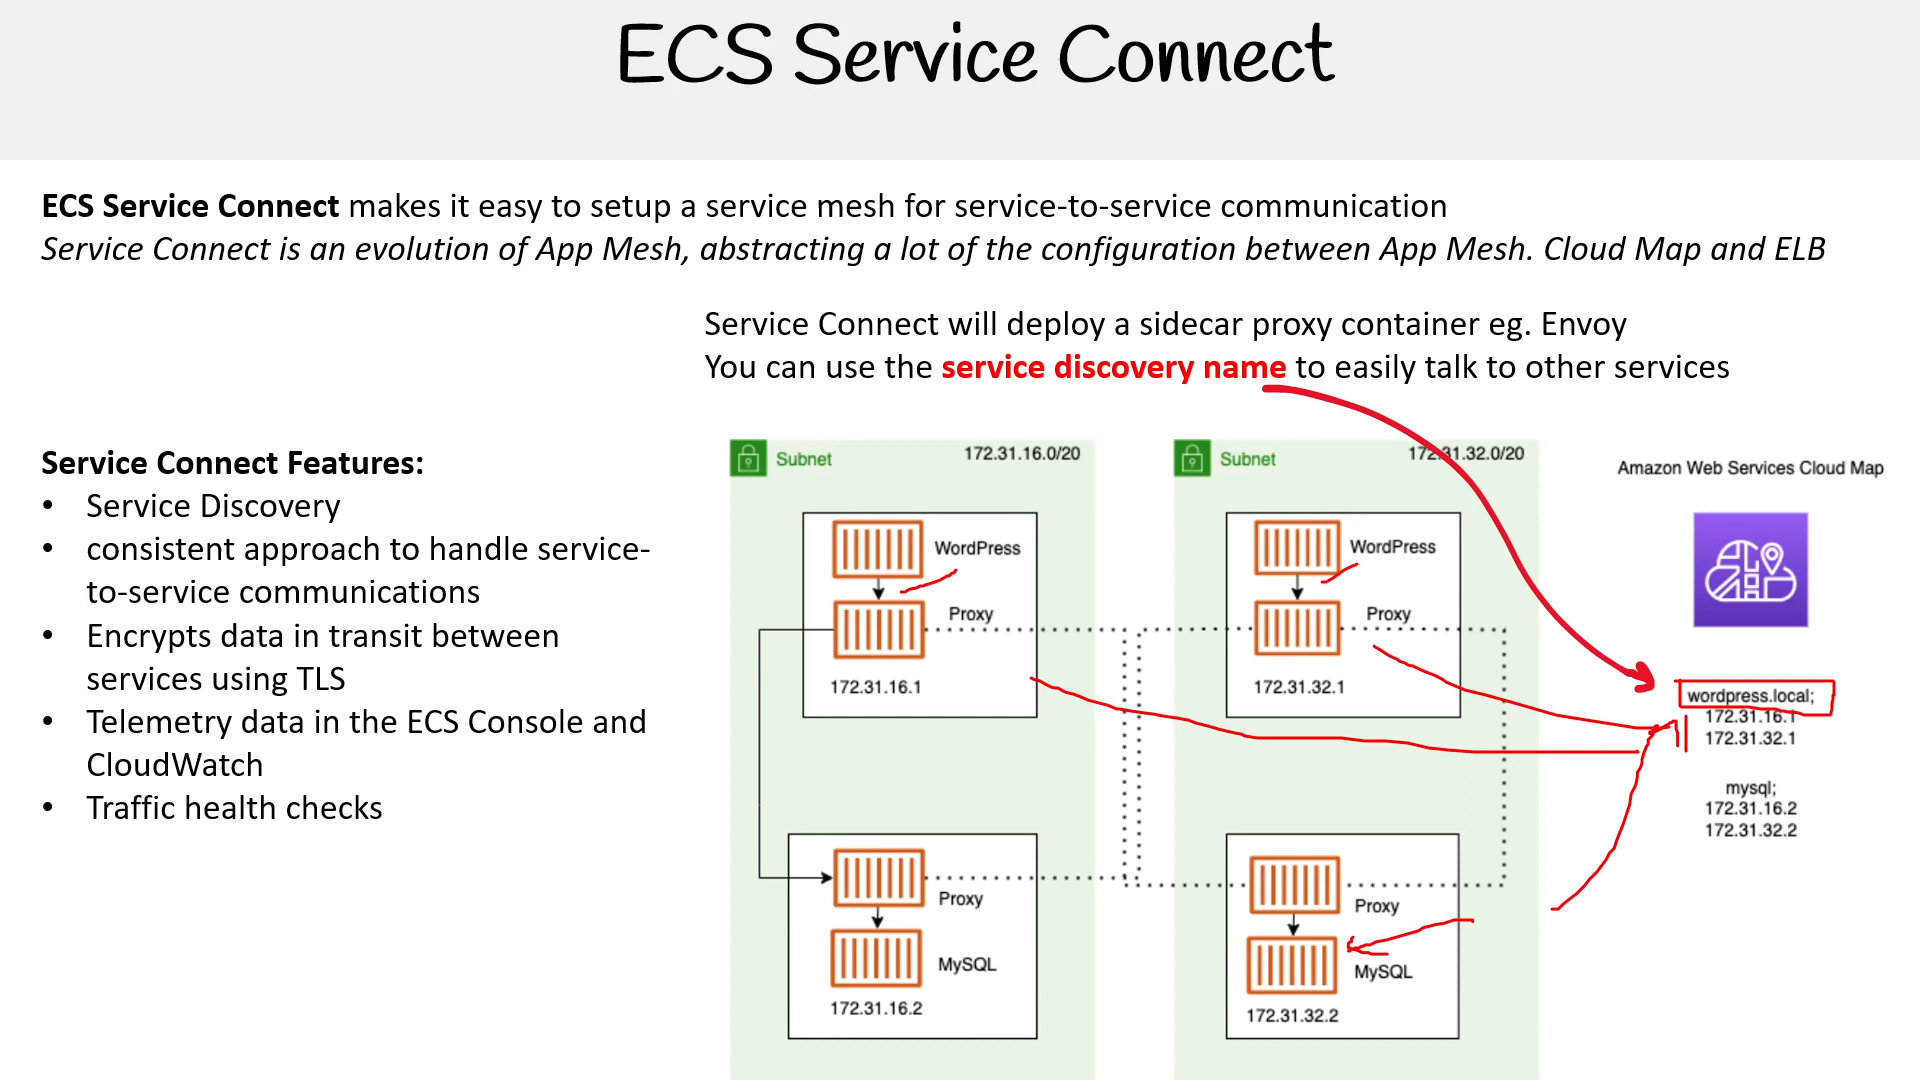 ECS Service Connect
ECS Service Connect makes it easy to setup a service mesh for service-to-service communication
Service Connect is an evolution of App Mesh, abstracting a lot of the configuration between App Mesh. Cloud Map and ELB
Service Connect will deploy a sidecar proxy container eg. Envoy
You can use the service discovery name to easily talk to other services
Service Connect Features:
• Service Discovery
• consistent approach to handle service-
to-service communications
• Encrypts data in transit between
services using TLS
• Telemetry data in the ECS Console and
CloudWatch
• Traffic health checks
Subnet
172.31.16.0/20
WordPress
Proxy
172.31.16.1
Proxy
MySQL
172.31.16.2
Subnet
172.31.32.0/20
WordPress
Proxy
172.31.32.1
Proxy
MySQL
172.31.32.2
Amazon Web Services Cloud Map
wordpress.local;
172.31.16.1
172.31.32.1
mysql;
172.31.16.2
172.31.32.2